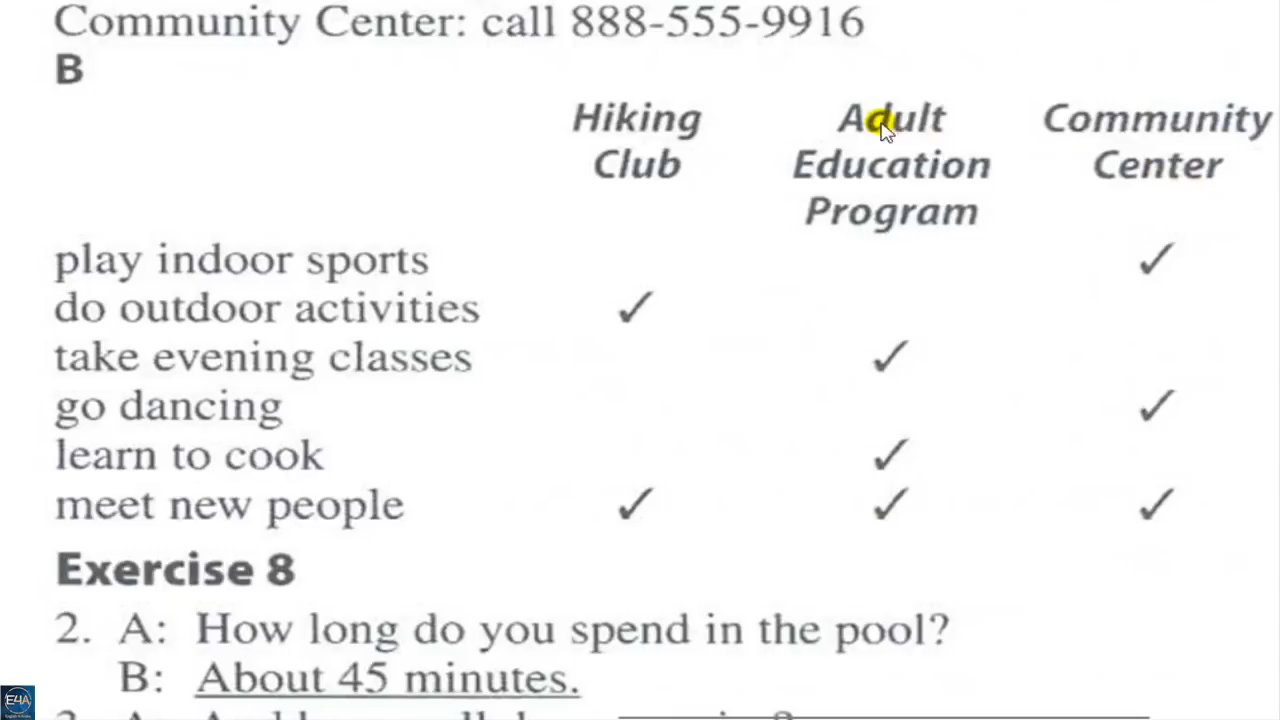 Community Center: call 888-555-9916
B
Hiking Adult Community
Club Education Center
Program
play indoor sports ✓
do outdoor activities ✓
take evening classes ✓
go dancing ✓
learn to cook ✓
meet new people ✓ ✓ ✓
Exercise 8
2. A: How long do you spend in the pool?
B: About 45 minutes.
E4A